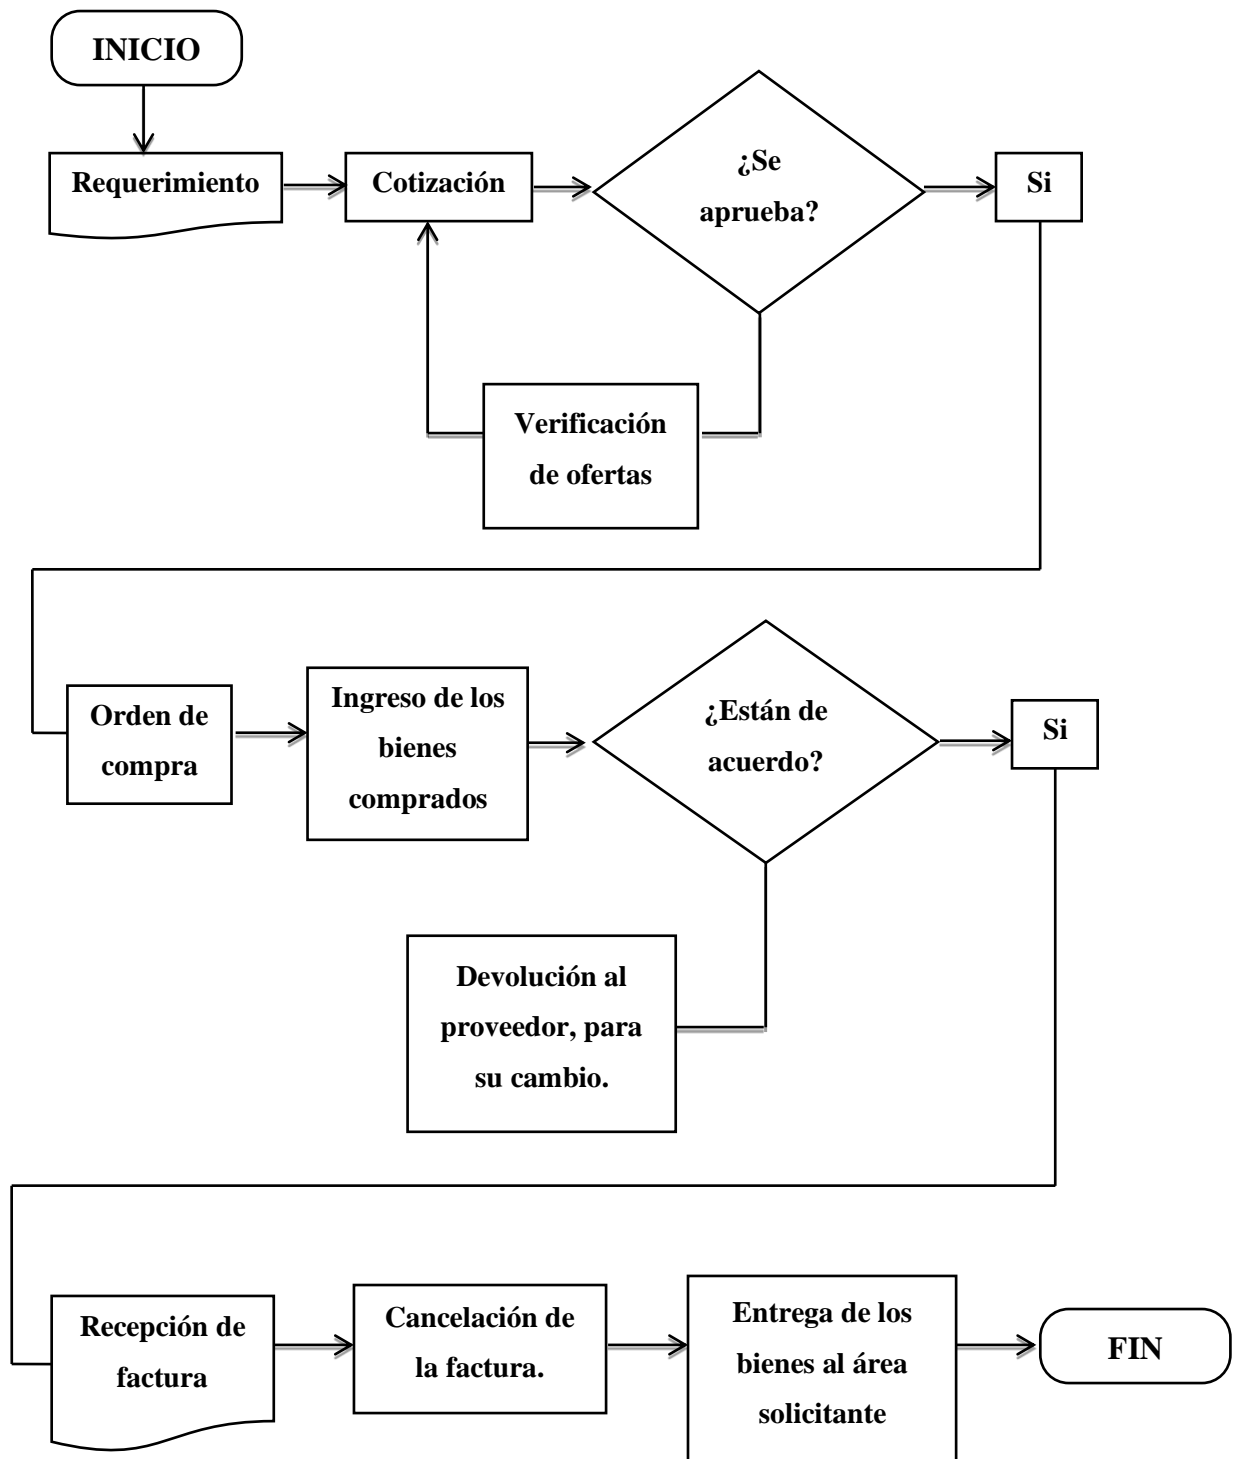 INICIO
Requerimiento
Cotización
¿Se
aprueba?
Si
Verificación
de ofertas
Orden de
compra
Ingreso de los
bienes
comprados
¿Están de
acuerdo?
Si
Devolución al
proveedor, para
su cambio.
Recepción de
factura
Cancelación de
la factura.
Entrega de los
bienes al área
solicitante
FIN